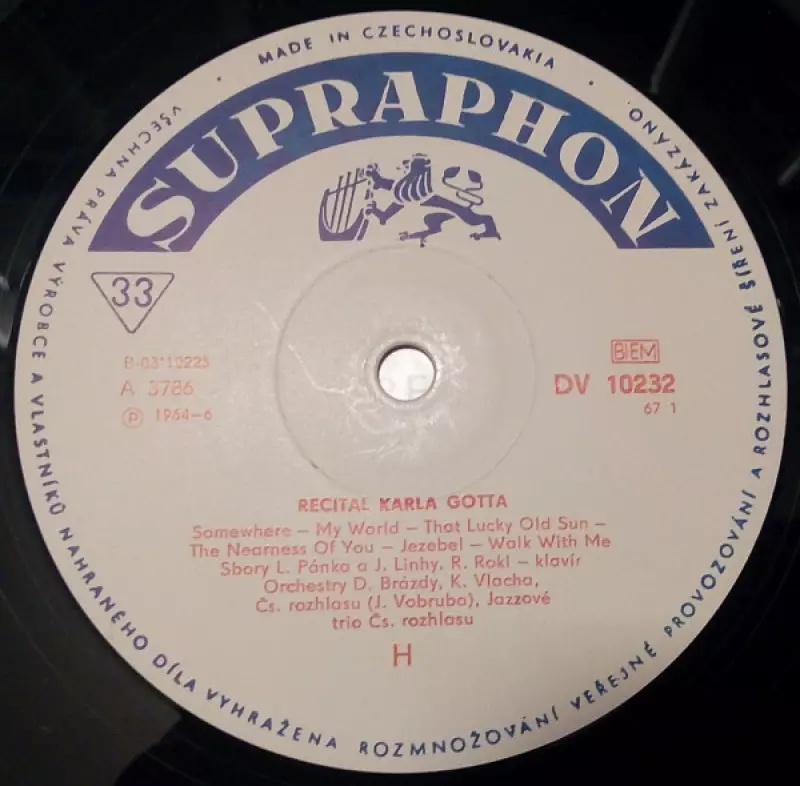 MADE IN CZECHOSLOVAKIA
SUPRAPHON
33
BIEM
A 3786
DV 10232
Ⓟ 1964-6
67 1
RECITAL KARLA GOTTA
Somewhere – My World – That Lucky Old Sun –
The Nearness Of You – Jezebel – Walk With Me
Sbory L. Pánka a J. Linhy, R. Rokl – klavír
Orchestry D. Brázdy, K. Vlacha,
Čs. rozhlasu (J. Vobruba), Jazzové
trio Čs. rozhlasu
H
VŠECHNA PRÁVA VÝROBCE A VLASTNÍKŮ NAHRANÉHO DÍLA VYHRAŽENA ROZMNOŽOVÁNÍ VEŘEJNÉ PROVOZOVÁNÍ A ROZHLASOVÉ ŠÍŘENÍ ZAKÁZÁNO